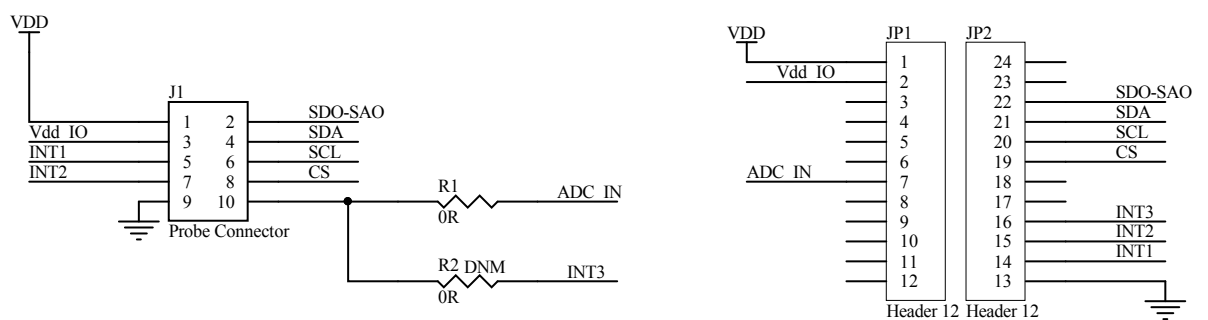 VDD
J1
1 2 SDO-SAO
Vdd IO 3 4 SDA
INT1 5 6 SCL
INT2 7 8 CS
9 10
Probe Connector
R1
0R
ADC IN
R2 DNM
0R
INT3
VDD
JP1
1
Vdd IO 2
3
4
5
6
ADC IN 7
8
9
10
11
12
Header 12
JP2
24
23
22 SDO-SAO
21 SDA
20 SCL
19 CS
18
17
16 INT3
15 INT2
14 INT1
13
Header 12